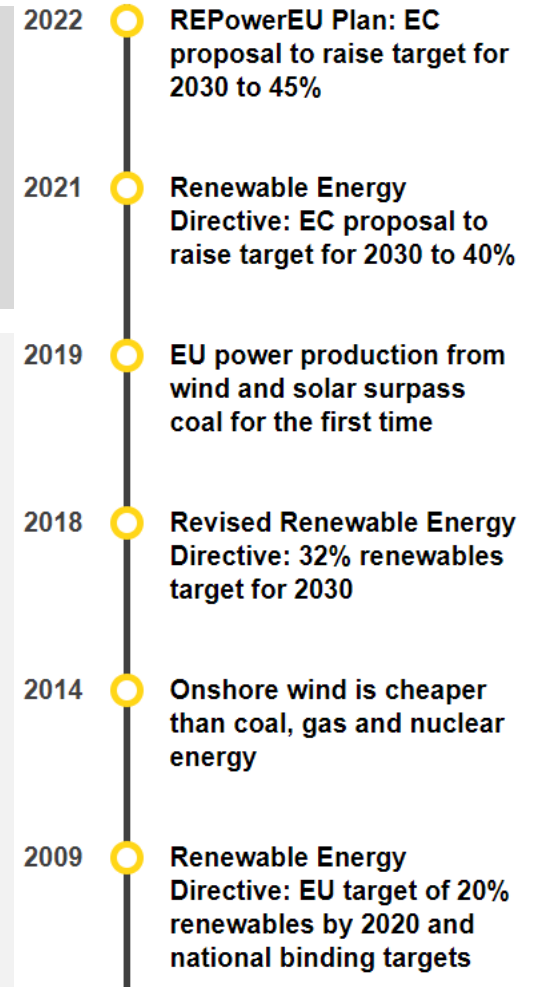 2022
REPowerEU Plan: EC
proposal to raise target for
2030 to 45%
2021
Renewable Energy
Directive: EC proposal to
raise target for 2030 to 40%
2019
EU power production from
wind and solar surpass
coal for the first time
2018
Revised Renewable Energy
Directive: 32% renewables
target for 2030
2014
Onshore wind is cheaper
than coal, gas and nuclear
energy
2009
Renewable Energy
Directive: EU target of 20%
renewables by 2020 and
national binding targets